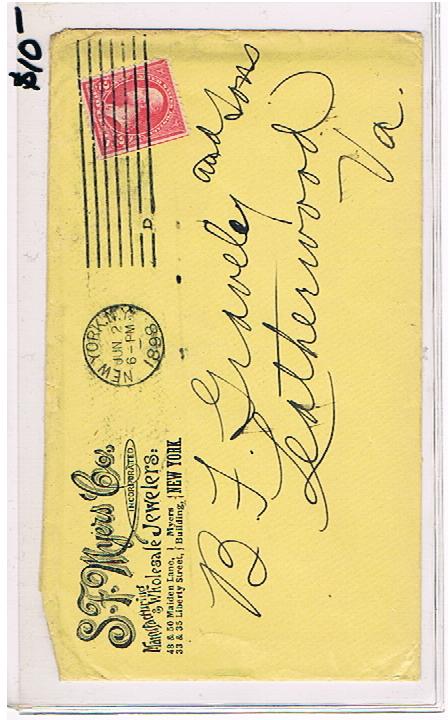 $10-
S.F. Myers Co.
INCORPORATED
Manufacturing
& Wholesale Jewelers:
48 & 50 Maiden Lane, } Myers
33 & 35 Liberty Street, } Building, } NEW YORK
NEW YORK, N.Y.
JUN 2
6-PM
1898
D
B. F. Gravely and Sons
Leatherwood
Va.